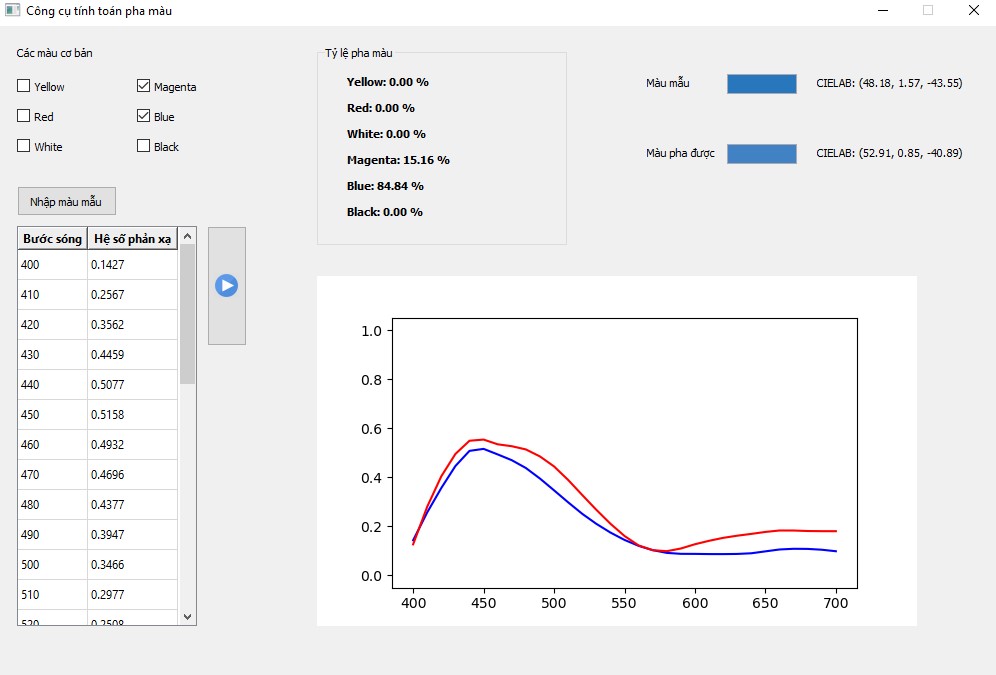 Công cụ tính toán pha màu
Các màu cơ bản
Yellow
Magenta
Red
Blue
White
Black
Nhập màu mẫu
Bước sóng Hệ số phản xạ
400 0.1427
410 0.2567
420 0.3562
430 0.4459
440 0.5077
450 0.5158
460 0.4932
470 0.4696
480 0.4377
490 0.3947
500 0.3466
510 0.2977
520 0.2508
Tỷ lệ pha màu
Yellow: 0.00 %
Red: 0.00 %
White: 0.00 %
Magenta: 15.16 %
Blue: 84.84 %
Black: 0.00 %
Màu mẫu
CIELAB: (48.18, 1.57, -43.55)
Màu pha được
CIELAB: (52.91, 0.85, -40.89)
1.0
0.8
0.6
0.4
0.2
0.0
400 450 500 550 600 650 700